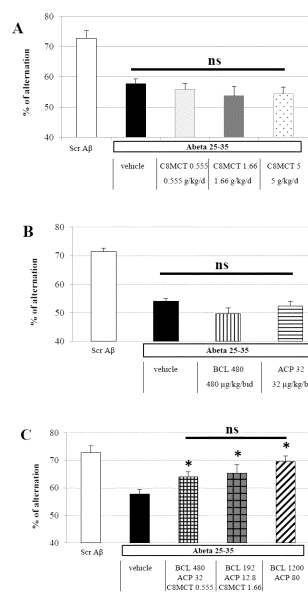 A
80
ns
70
60
50
40
% of alternation
Scr Aβ
Abeta 25-35
vehicle
C8MCT 0.555
C8MCT 1.66
C8MCT 5
0.555 g/kg/d
1.66 g/kg/d
5 g/kg/d
B
80
70
ns
60
50
40
% of alternation
Scr Aβ
Abeta 25-35
vehicle
BCL 480
ACP 32
480 µg/kg/bid
32 µg/kg/b
C
80
ns
70
* * *
60
50
40
% of alternation
Scr Aβ
Abeta 25-35
vehicle
BCL 480
BCL 192
BCL 1200
ACP 32
ACP 12.8
ACP 80
C8MCT 0.555
C8MCT 1.66